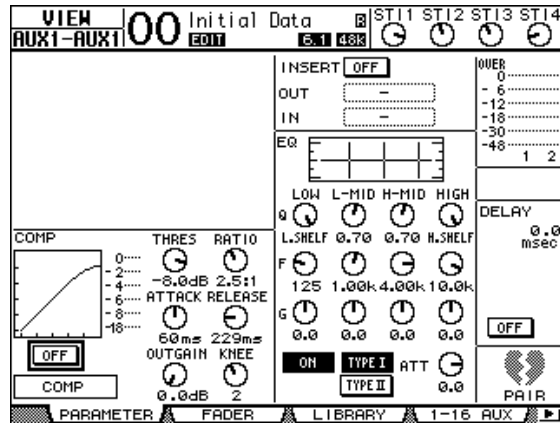 VIEW
AUX1-AUX1
00
Initial Data
EDIT
6.1 48k
STI1 STI2 STI3 STI4
INSERT OFF
OUT -
IN -
OVER
0
-6
-12
-18
-30
-48
1 2
EQ
LOW L-MID H-MID HIGH
Q
L.SHELF 0.70 0.70 H.SHELF
F
125 1.00k 4.00k 10.0k
G
0.0 0.0 0.0 0.0
ON TYPE I ATT
TYPE II 0.0
DELAY
0.0
msec
OFF
PAIR
COMP
THRES RATIO
-8.0dB 2.5:1
ATTACK RELEASE
60ms 229ms
OUTGAIN KNEE
0.0dB 2
0
-2
-4
-6
-8
-18
OFF
COMP
PARAMETER FADER LIBRARY 1-16 AUX